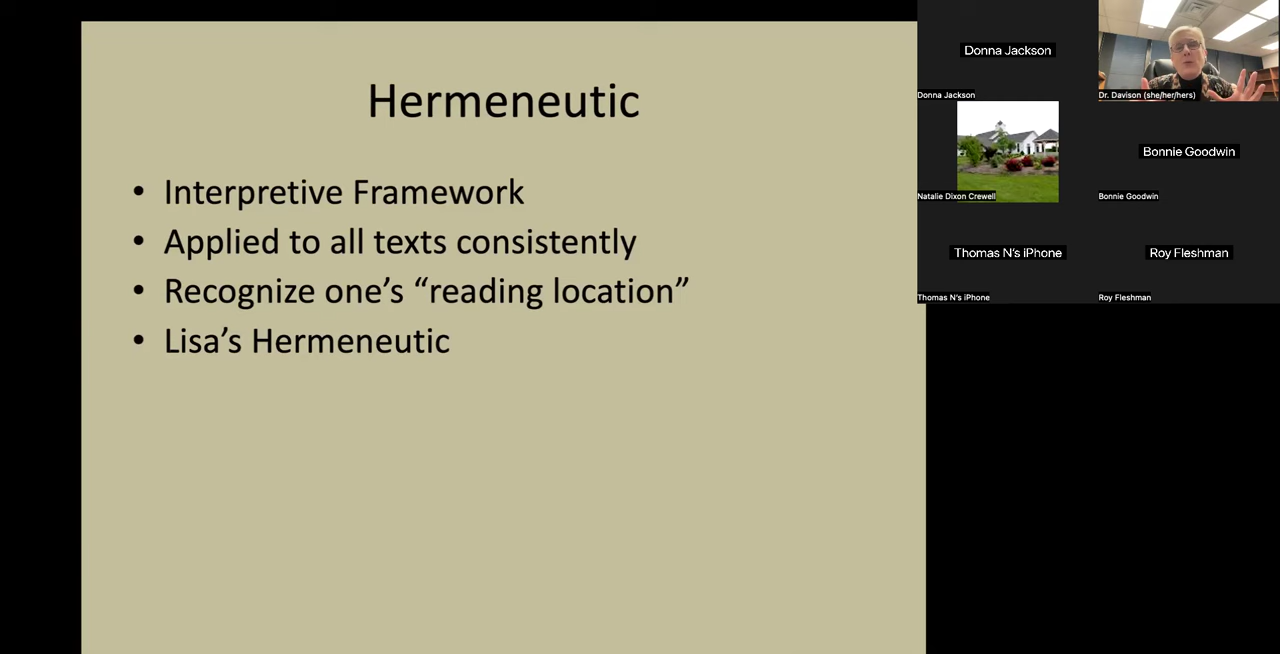 Hermeneutic
• Interpretive Framework
• Applied to all texts consistently
• Recognize one’s “reading location”
• Lisa’s Hermeneutic
Donna Jackson
Donna Jackson
Dr. Davison (she/her/hers)
Natalie Dixon Crewell
Bonnie Goodwin
Bonnie Goodwin
Thomas N's iPhone
Thomas N's iPhone
Roy Fleshman
Roy Fleshman